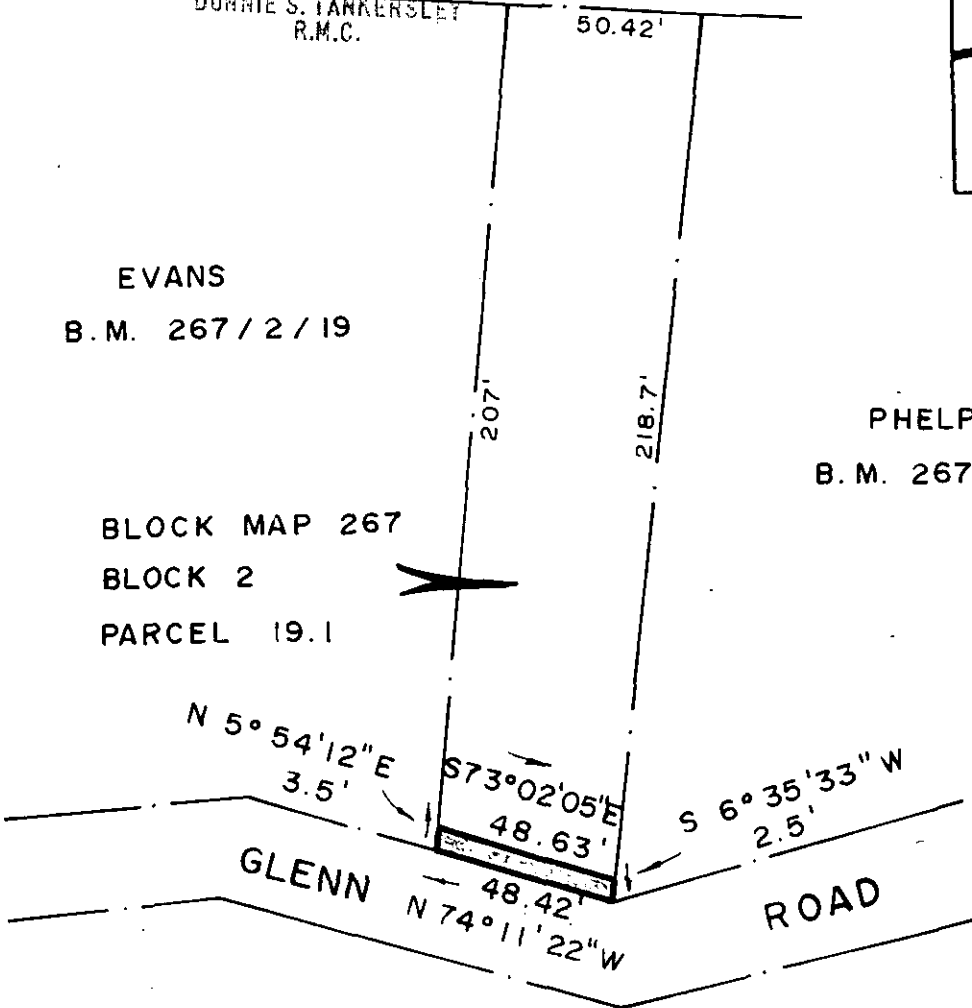 DONNIE S. TANKERSLEY
R.M.C.
50.42'
EVANS
B.M. 267/2/19
207'
218.7'
PHELP
B.M. 267
BLOCK MAP 267
BLOCK 2
PARCEL 19.1
N 5° 54'12"E
3.5'
S73°02'05'E
48.63'
S 6° 35'33" W
2.5'
GLENN ROAD
48.42'
N 74°11'22"W